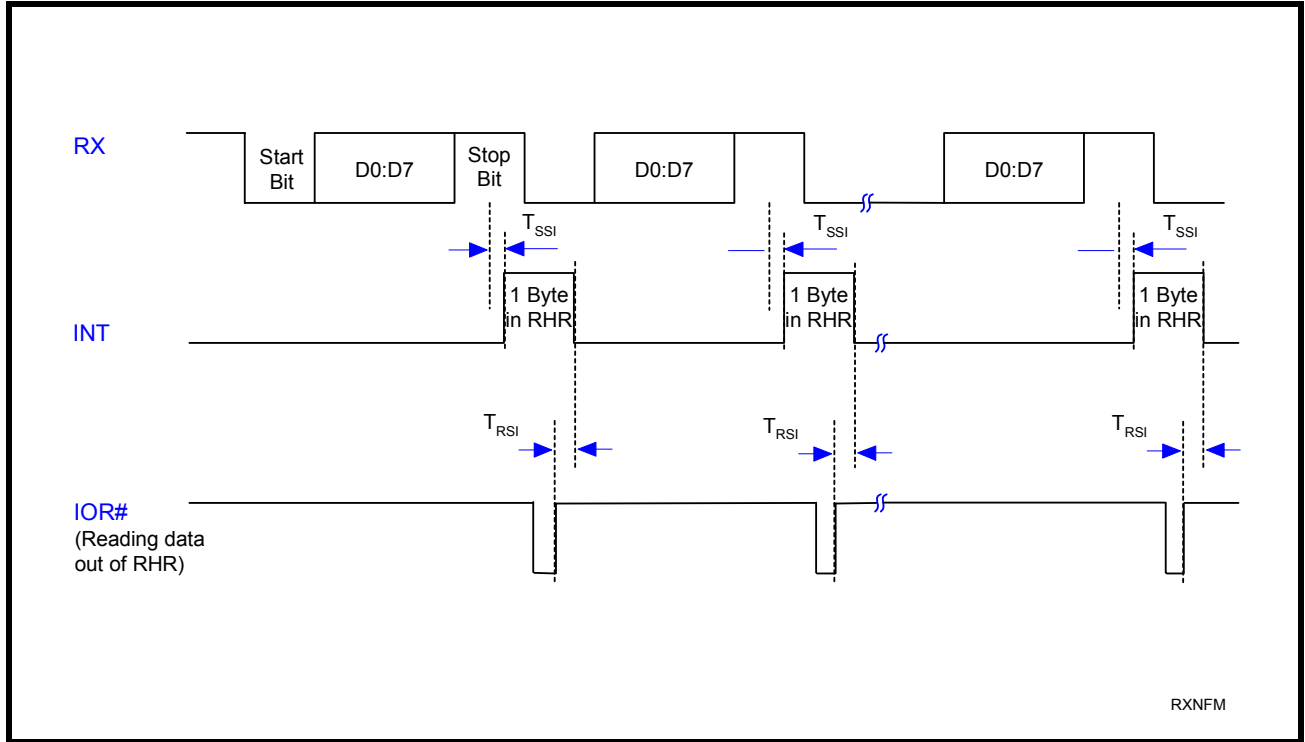 RX
Start
Bit
D0:D7
Stop
Bit
D0:D7
D0:D7
TSSI
TSSI
TSSI
INT
1 Byte
in RHR
1 Byte
in RHR
1 Byte
in RHR
TRSI
TRSI
TRSI
IOR#
(Reading data
out of RHR)
RXNFM